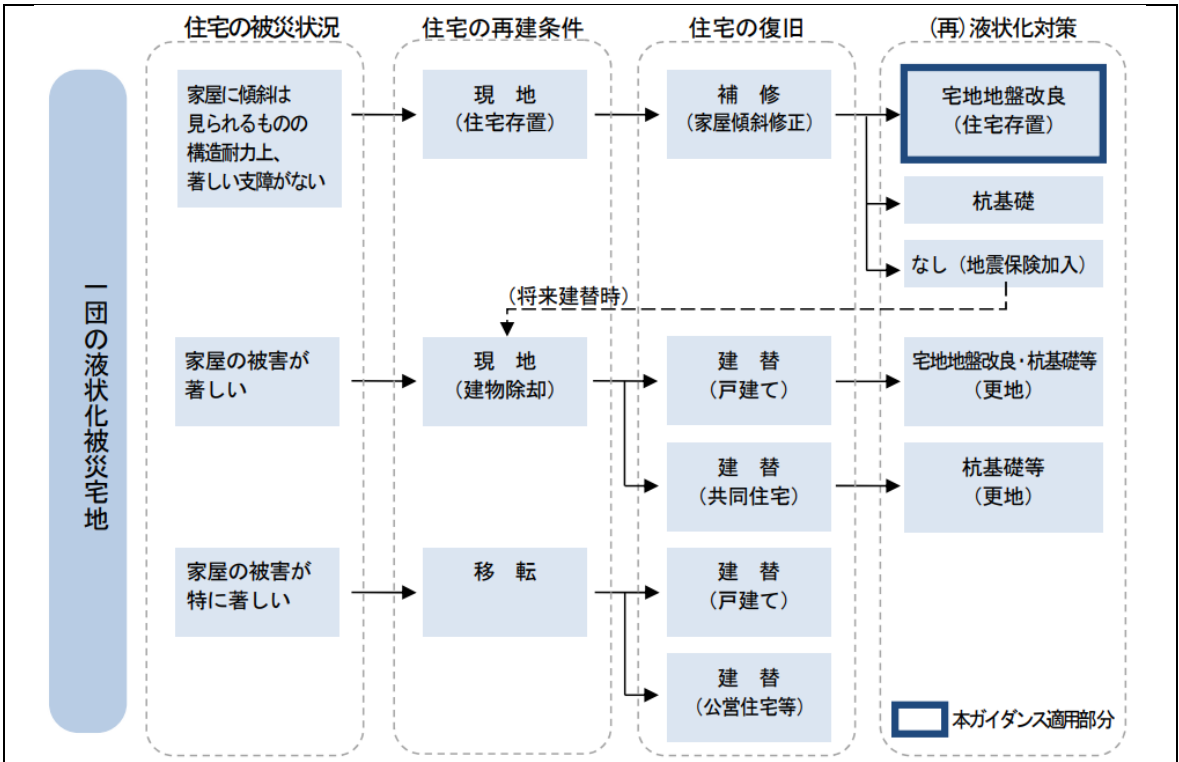 住宅の被災状況
住宅の再建条件
住宅の復旧
(再)液状化対策
一団の液状化被災宅地
家屋に傾斜は
見られるものの
構造耐力上、
著しい支障がない
現　地
（住宅存置）
補　修
（家屋傾斜修正）
宅地地盤改良
（住宅存置）
杭基礎
なし（地震保険加入）
（将来建替時）
家屋の被害が
著しい
現　地
（建物除却）
建　替
（戸建て）
宅地地盤改良・杭基礎等
（更地）
建　替
（共同住宅）
杭基礎等
（更地）
家屋の被害が
特に著しい
移　転
建　替
（戸建て）
建　替
（公営住宅等）
本ガイダンス適用部分